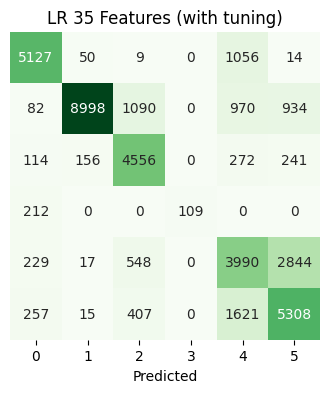 LR 35 Features (with tuning)
5127 50 9 0 1056 14
82 8998 1090 0 970 934
114 156 4556 0 272 241
212 0 0 109 0 0
229 17 548 0 3990 2844
257 15 407 0 1621 5308
0 1 2 3 4 5
Predicted